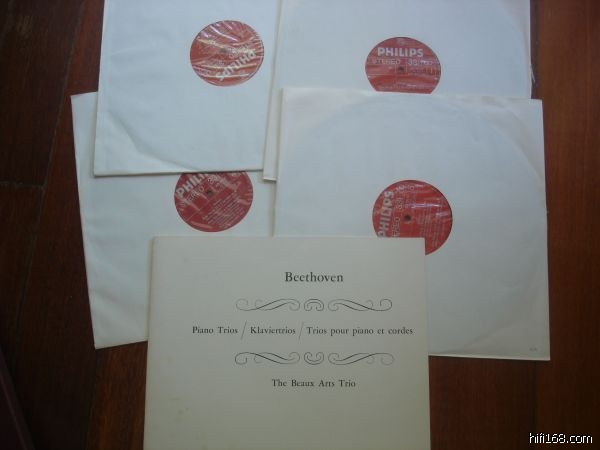 PHILIPS
PHILIPS
STEREO
PHILIPS
PHILIPS
Beethoven
Piano Trios / Klaviertrios / Trios pour piano et cordes
The Beaux Arts Trio
hifi168.com